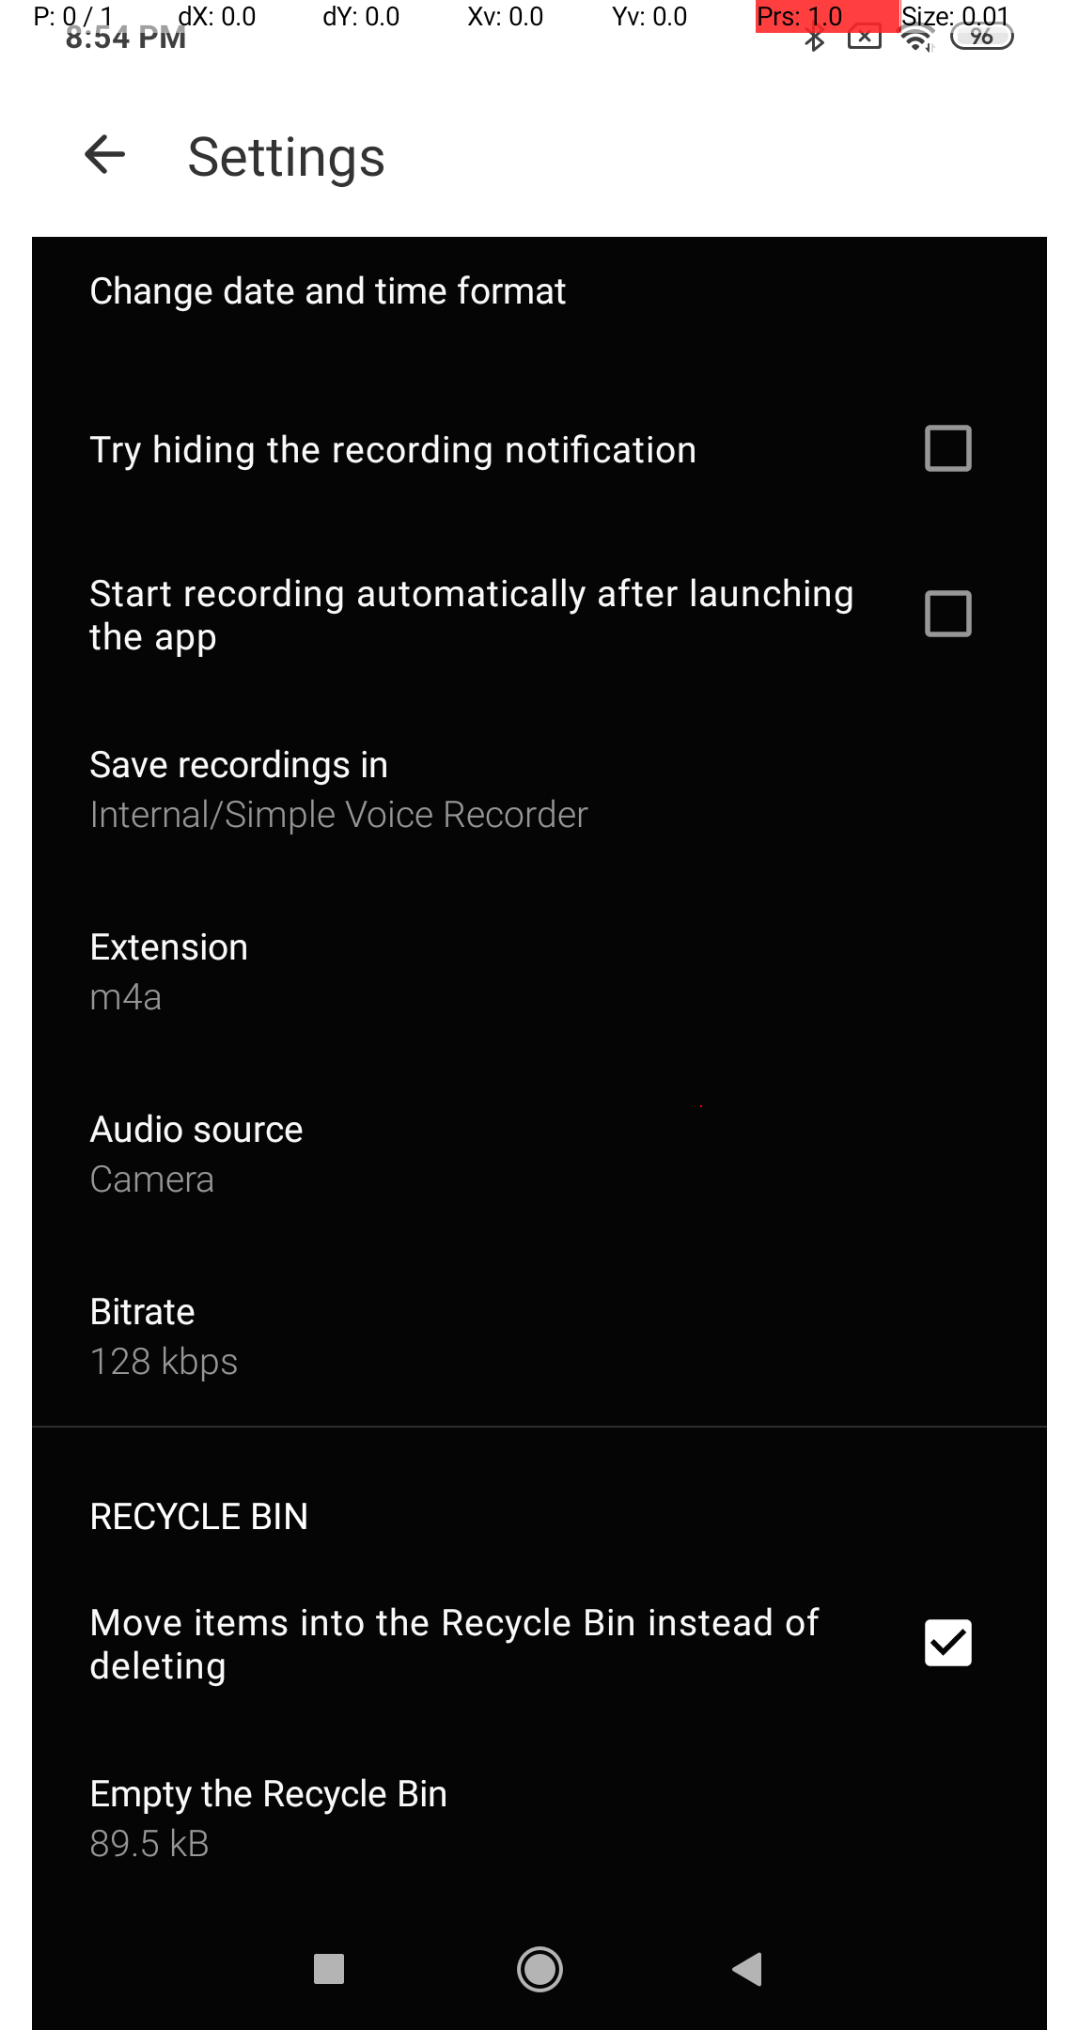 P: 0 / 1 dX: 0.0 dY: 0.0 Xv: 0.0 Yv: 0.0 Prs: 1.0 Size: 0.01
8:54 PM 96
Settings
Change date and time format
Try hiding the recording notification
Start recording automatically after launching
the app
Save recordings in
Internal/Simple Voice Recorder
Extension
m4a
Audio source
Camera
Bitrate
128 kbps
RECYCLE BIN
Move items into the Recycle Bin instead of
deleting
Empty the Recycle Bin
89.5 kB